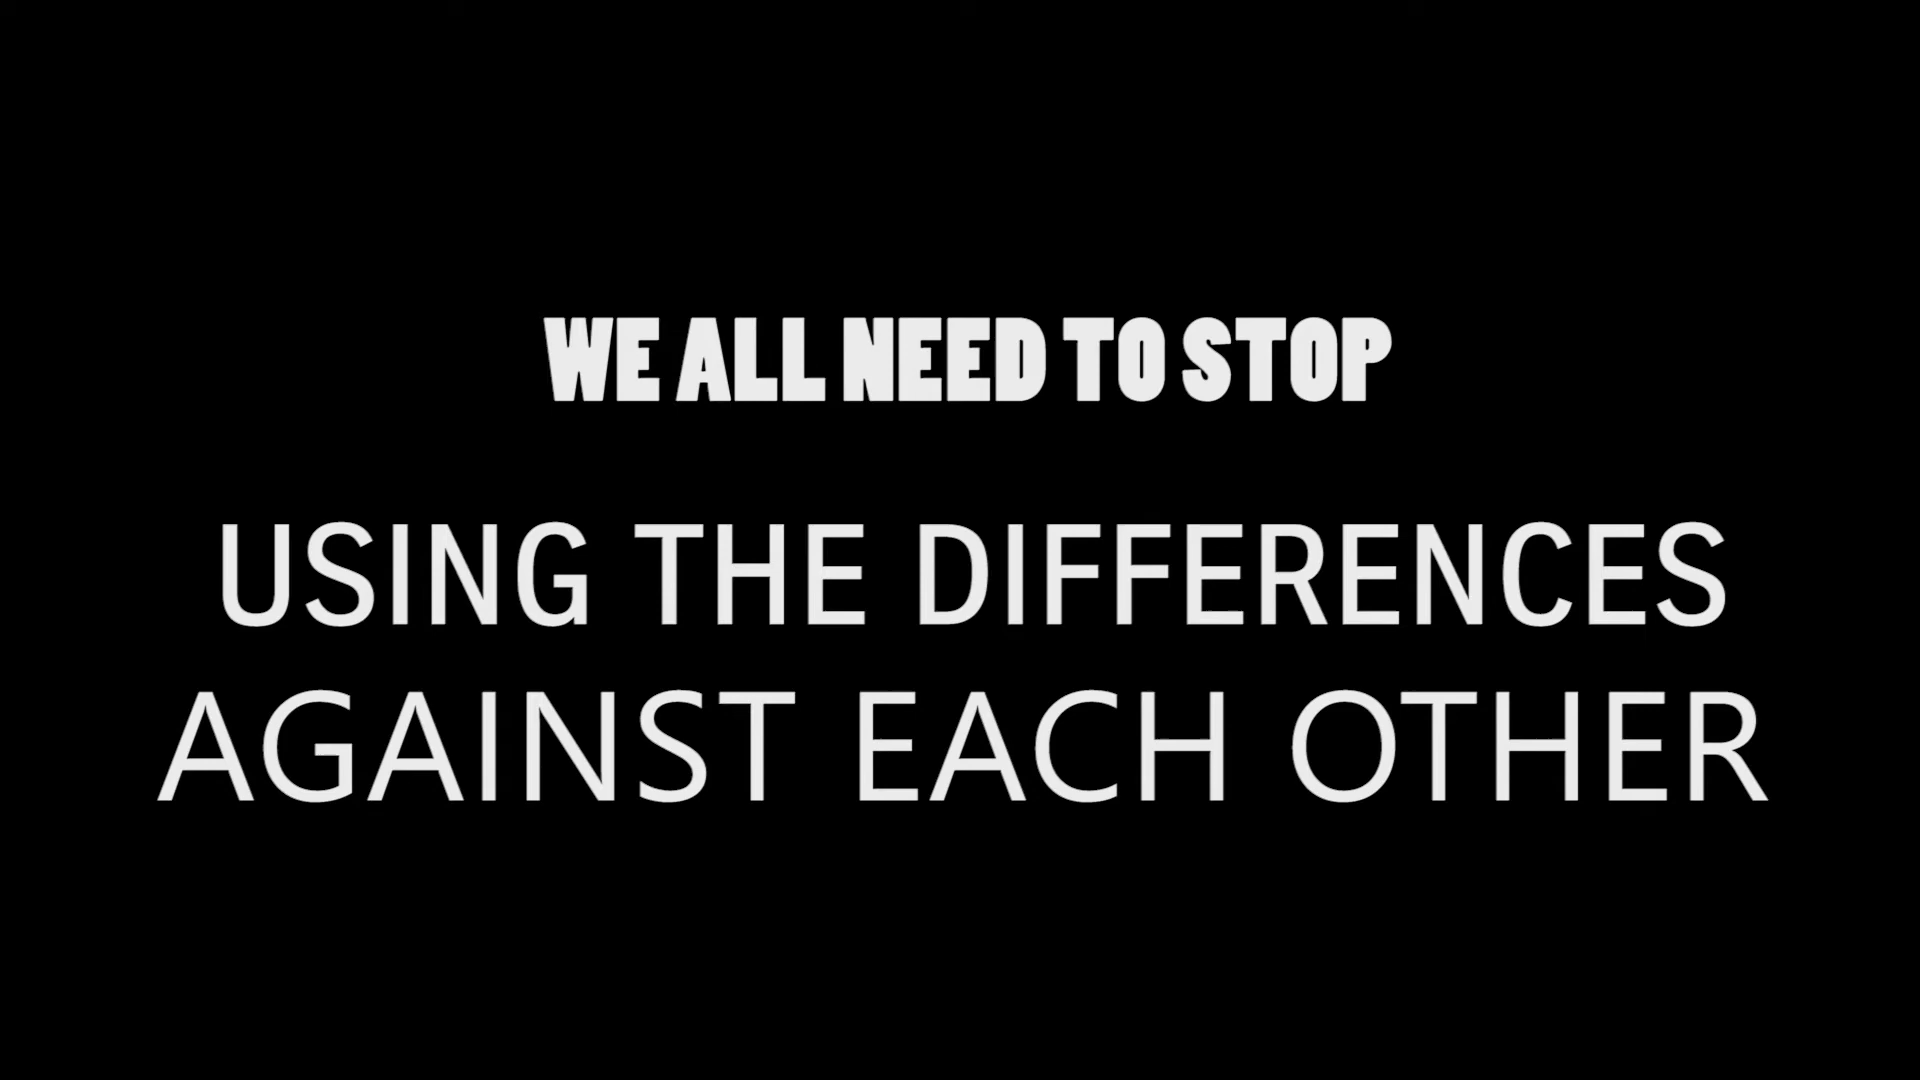 WE ALL NEED TO STOP
USING THE DIFFERENCES
AGAINST EACH OTHER